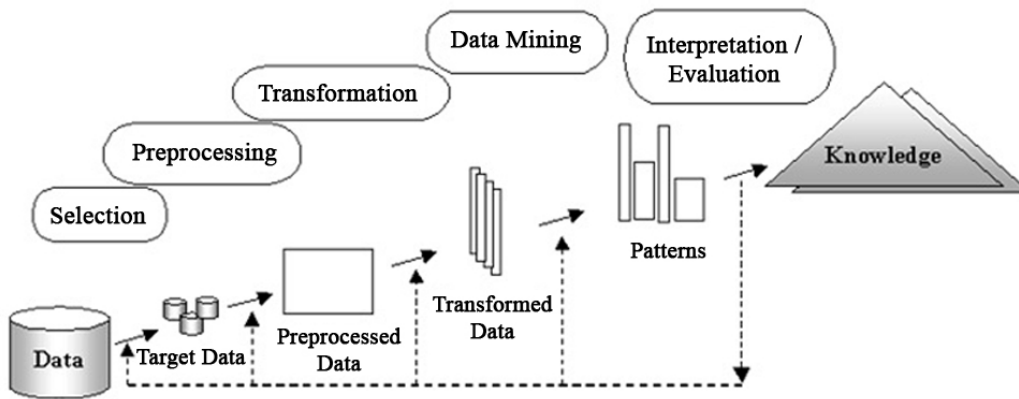 Data Mining
Interpretation /
Evaluation
Transformation
Preprocessing
Selection
Knowledge
Patterns
Transformed
Data
Preprocessed
Data
Target Data
Data